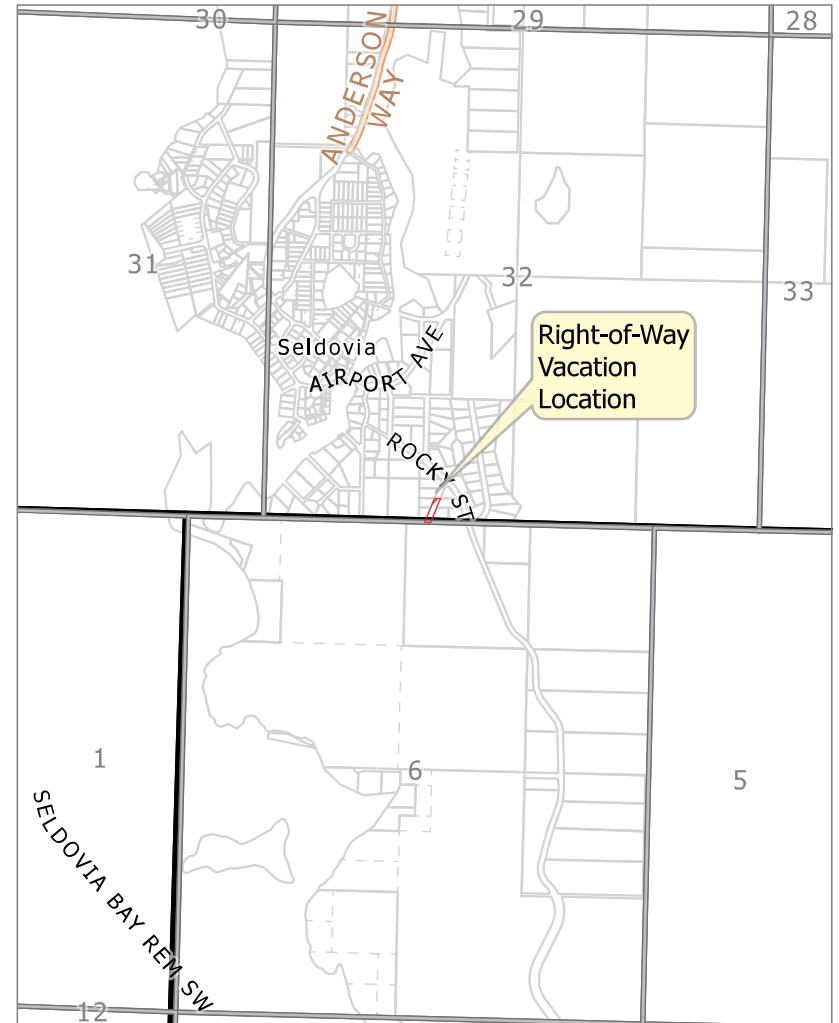 30
29
28
ANDERSON
WAY
31
32
33
Right-of-Way
Vacation
Location
Seldovia
AIRPORT AVE
ROCKY ST
1
6
5
SELDOVIA BAY REM SW
12